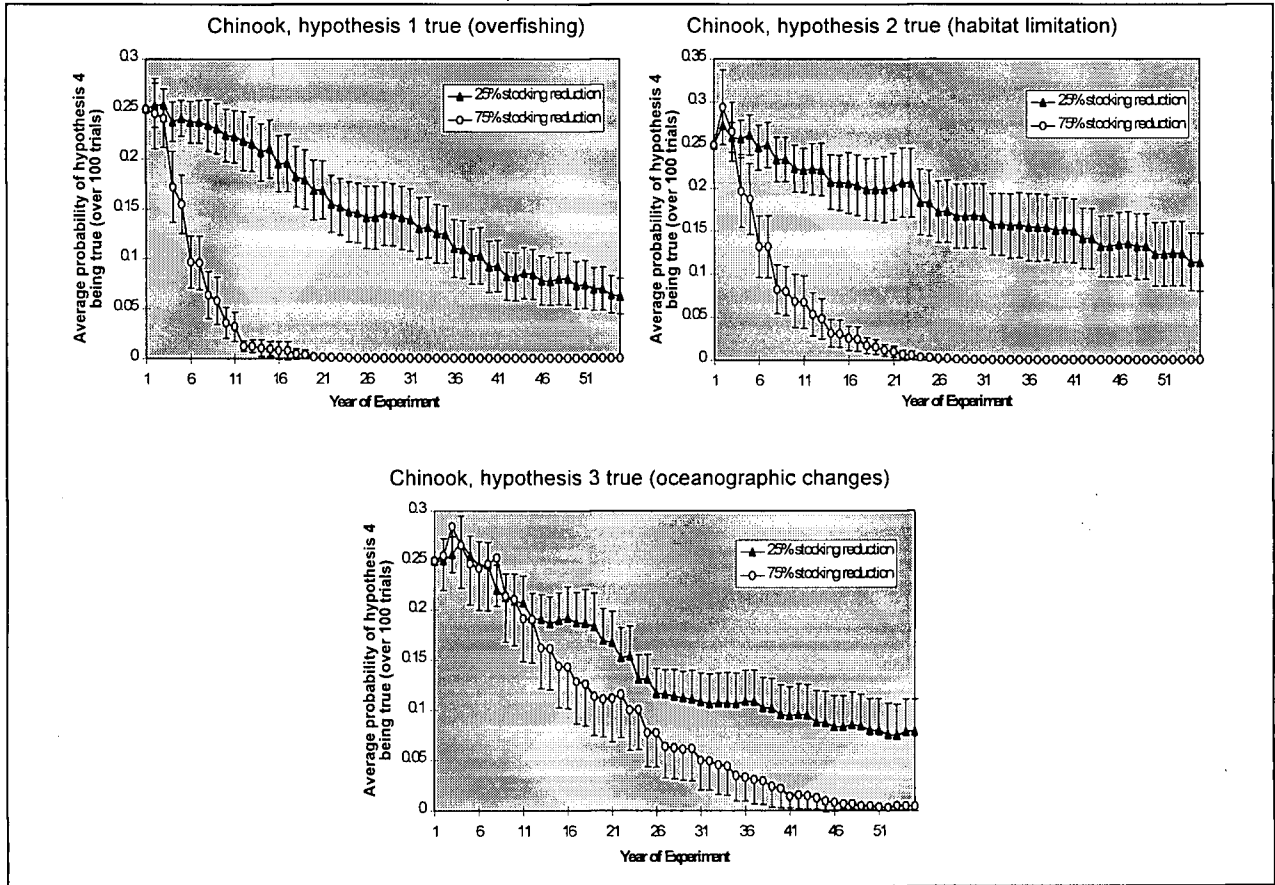 Chinook, hypothesis 1 true (overfishing)
Average probability of hypothesis 4
being true (over 100 trials)
0.3
0.25
0.2
0.15
0.1
0.05
0
25% stocking reduction
75% stocking reduction
1 6 11 16 21 26 31 36 41 46 51
Year of Experiment
Chinook, hypothesis 2 true (habitat limitation)
Average probability of hypothesis 4
being true (over 100 trials)
0.35
0.3
0.25
0.2
0.15
0.1
0.05
0
25% stocking reduction
75% stocking reduction
1 6 11 16 21 26 31 36 41 46 51
Year of Experiment
Chinook, hypothesis 3 true (oceanographic changes)
Average probability of hypothesis 4
being true (over 100 trials)
0.3
0.25
0.2
0.15
0.1
0.05
0
25% stocking reduction
75% stocking reduction
1 6 11 16 21 26 31 36 41 46 51
Year of Experiment